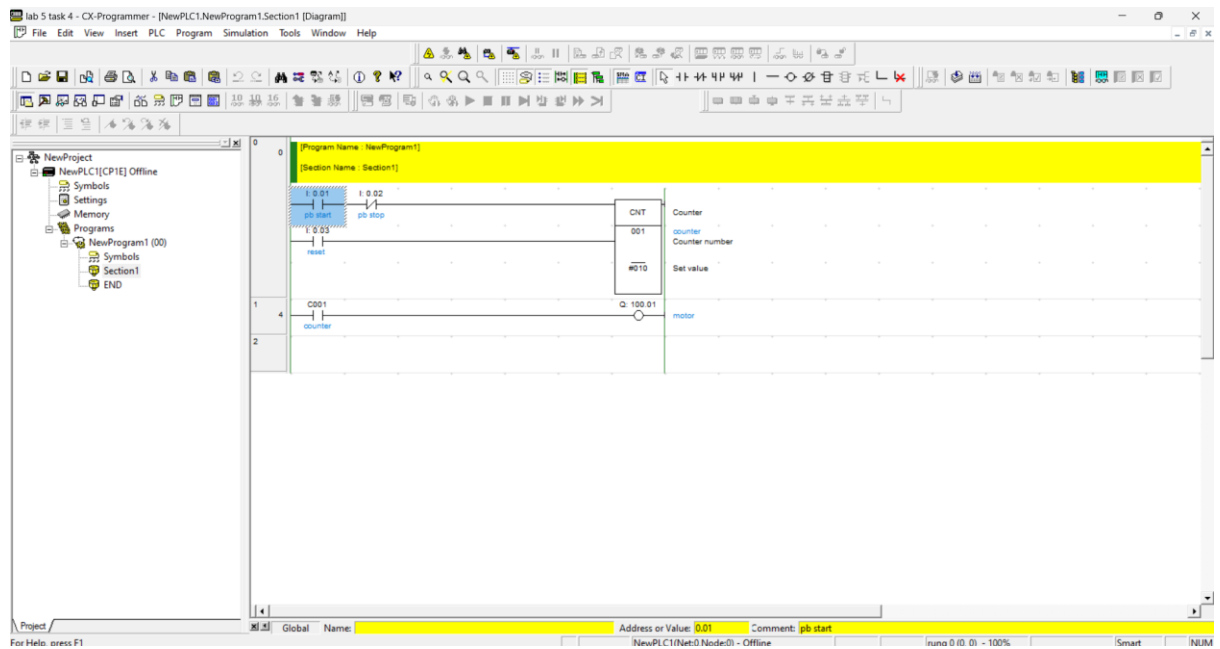 lab 5 task 4 - CX-Programmer - [NewPLC1.NewProgram1.Section1 [Diagram]]
File Edit View Insert PLC Program Simulation Tools Window Help
NewProject
NewPLC1[CP1E] Offline
Symbols
Settings
Memory
Programs
NewProgram1 (00)
Symbols
Section1
END
Project
0
0
[Program Name : NewProgram1]
[Section Name : Section1]
I: 0.01 I: 0.02
pb start pb stop
CNT Counter
I: 0.03
reset
001 counter
Counter number
#010 Set value
1
4
C001 Q: 100.01
counter motor
2
Global Name: Address or Value: 0.01 Comment: pb start
For Help, press F1 NewPLC1(Net:0,Node:0) - Offline rung 0 (0, 0) - 100% Smart NUM